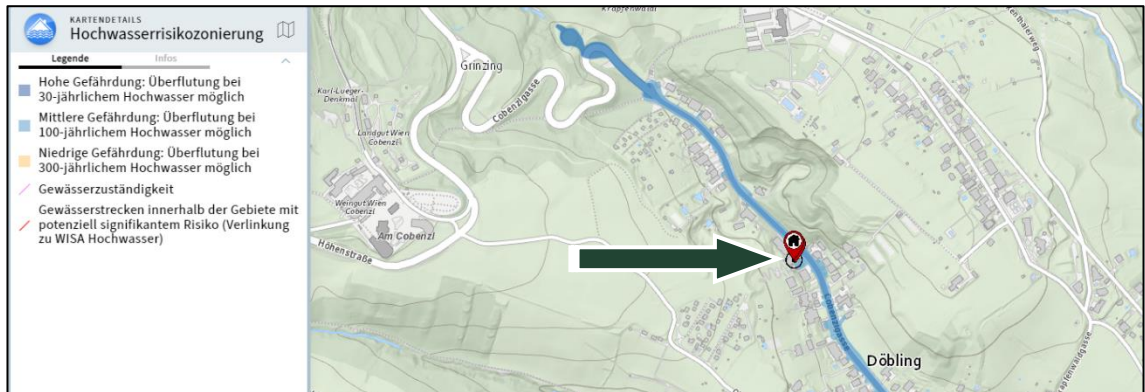 KARTENDETAILS
Hochwasserrisikozonierung
Legende
Infos
Hohe Gefährdung: Überflutung bei
30-jährlichem Hochwasser möglich
Mittlere Gefährdung: Überflutung bei
100-jährlichem Hochwasser möglich
Niedrige Gefährdung: Überflutung bei
300-jährlichem Hochwasser möglich
Gewässerzuständigkeit
Gewässerstrecken innerhalb der Gebiete mit
potenziell signifikantem Risiko (Verlinkung
zu WISA Hochwasser)
Krapfenwaldl
Grinzing
Cobenzlgasse
Karl-Lueger-
Denkmal
Landgut Wien
Cobenzl
Weingut Wien
Cobenzl
Am Cobenzl
Höhenstraße
Cobenzlgasse
Döbling